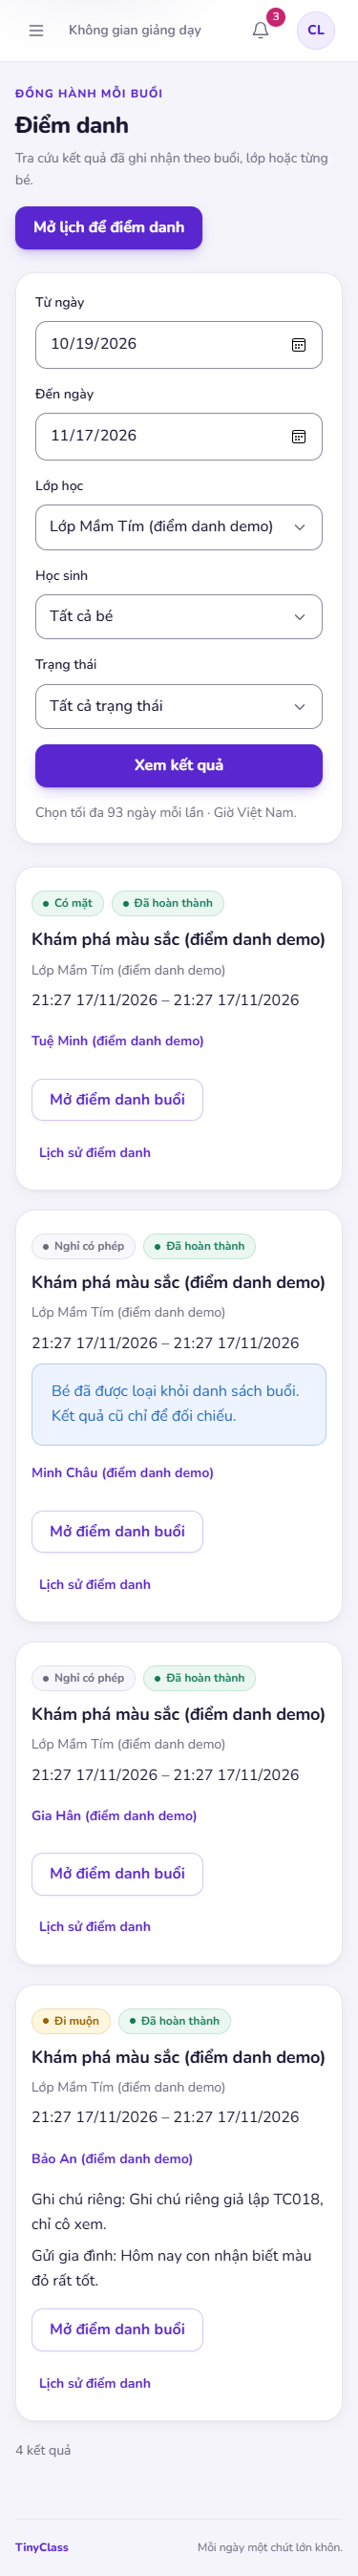 Không gian giảng dạy
3
CL
ĐỒNG HÀNH MỖI BUỔI
Điểm danh
Tra cứu kết quả đã ghi nhận theo buổi, lớp hoặc từng
bé.
Mở lịch để điểm danh
Từ ngày
10/19/2026
Đến ngày
11/17/2026
Lớp học
Lớp Mầm Tím (điểm danh demo)
Học sinh
Tất cả bé
Trạng thái
Tất cả trạng thái
Xem kết quả
Chọn tối đa 93 ngày mỗi lần · Giờ Việt Nam.
Có mặt
Đã hoàn thành
Khám phá màu sắc (điểm danh demo)
Lớp Mầm Tím (điểm danh demo)
21:27 17/11/2026 – 21:27 17/11/2026
Tuệ Minh (điểm danh demo)
Mở điểm danh buổi
Lịch sử điểm danh
Nghỉ có phép
Đã hoàn thành
Khám phá màu sắc (điểm danh demo)
Lớp Mầm Tím (điểm danh demo)
21:27 17/11/2026 – 21:27 17/11/2026
Bé đã được loại khỏi danh sách buổi.
Kết quả cũ chỉ để đối chiếu.
Minh Châu (điểm danh demo)
Mở điểm danh buổi
Lịch sử điểm danh
Nghỉ có phép
Đã hoàn thành
Khám phá màu sắc (điểm danh demo)
Lớp Mầm Tím (điểm danh demo)
21:27 17/11/2026 – 21:27 17/11/2026
Gia Hân (điểm danh demo)
Mở điểm danh buổi
Lịch sử điểm danh
Đi muộn
Đã hoàn thành
Khám phá màu sắc (điểm danh demo)
Lớp Mầm Tím (điểm danh demo)
21:27 17/11/2026 – 21:27 17/11/2026
Bảo An (điểm danh demo)
Ghi chú riêng: Ghi chú riêng giả lập TC018,
chỉ cô xem.
Gửi gia đình: Hôm nay con nhận biết màu
đỏ rất tốt.
Mở điểm danh buổi
Lịch sử điểm danh
4 kết quả
TinyClass
Mỗi ngày một chút lớn khôn.